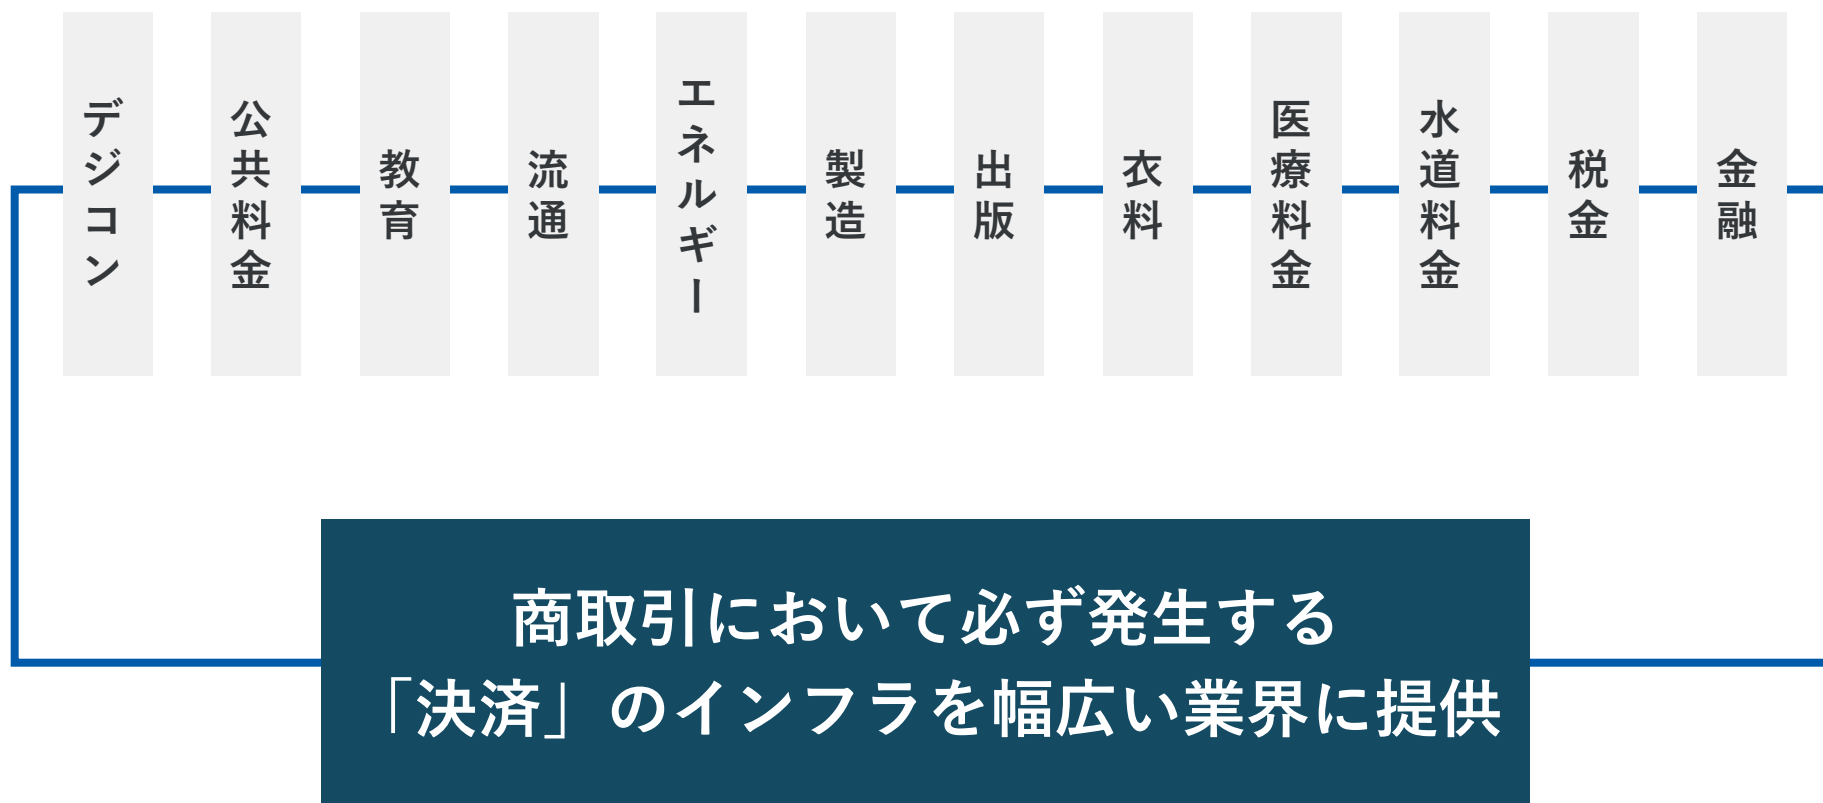 デジコン
公共料金
教育
流通
エネルギー
製造
出版
衣料
医療料金
水道料金
税金
金融
商取引において必ず発生する
「決済」のインフラを幅広い業界に提供